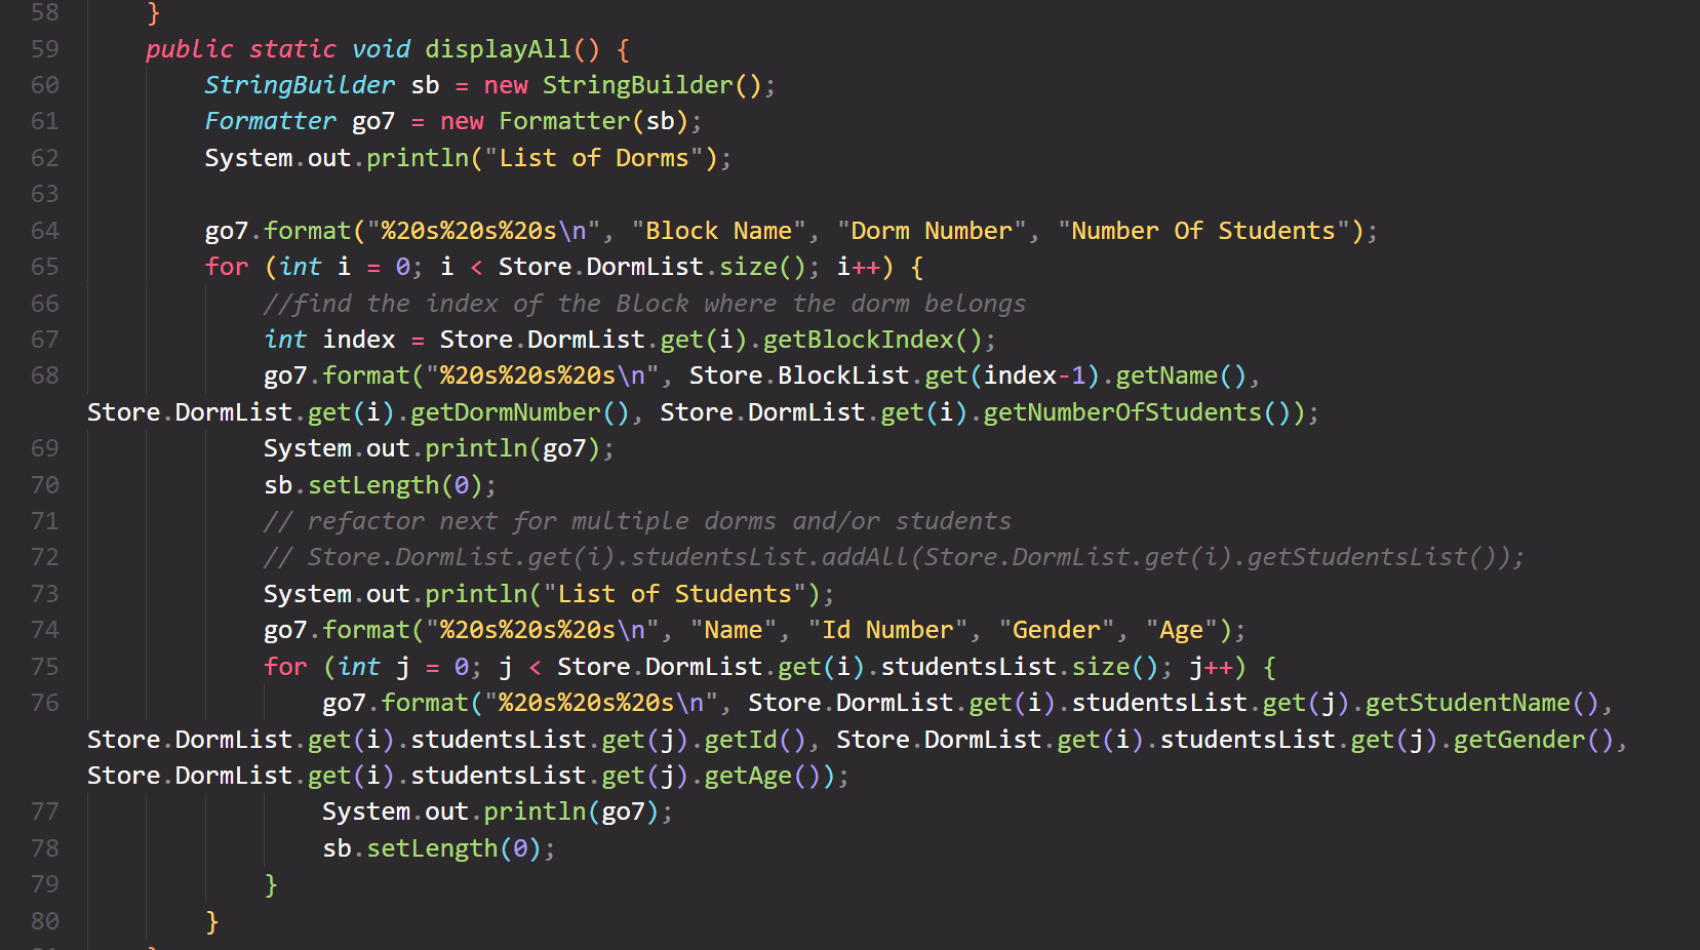 58 }
59 public static void displayAll() {
60 StringBuilder sb = new StringBuilder();
61 Formatter go7 = new Formatter(sb);
62 System.out.println("List of Dorms");
63
64 go7.format("%20s%20s%20s\n", "Block Name", "Dorm Number", "Number Of Students");
65 for (int i = 0; i < Store.DormList.size(); i++) {
66 //find the index of the Block where the dorm belongs
67 int index = Store.DormList.get(i).getBlockIndex();
68 go7.format("%20s%20s%20s\n", Store.BlockList.get(index-1).getName(),
Store.DormList.get(i).getDormNumber(), Store.DormList.get(i).getNumberOfStudents());
69 System.out.println(go7);
70 sb.setLength(0);
71 // refactor next for multiple dorms and/or students
72 // Store.DormList.get(i).studentsList.addAll(Store.DormList.get(i).getStudentsList());
73 System.out.println("List of Students");
74 go7.format("%20s%20s%20s\n", "Name", "Id Number", "Gender", "Age");
75 for (int j = 0; j < Store.DormList.get(i).studentsList.size(); j++) {
76 go7.format("%20s%20s%20s\n", Store.DormList.get(i).studentsList.get(j).getStudentName(),
Store.DormList.get(i).studentsList.get(j).getId(), Store.DormList.get(i).studentsList.get(j).getGender(),
Store.DormList.get(i).studentsList.get(j).getAge());
77 System.out.println(go7);
78 sb.setLength(0);
79 }
80 }